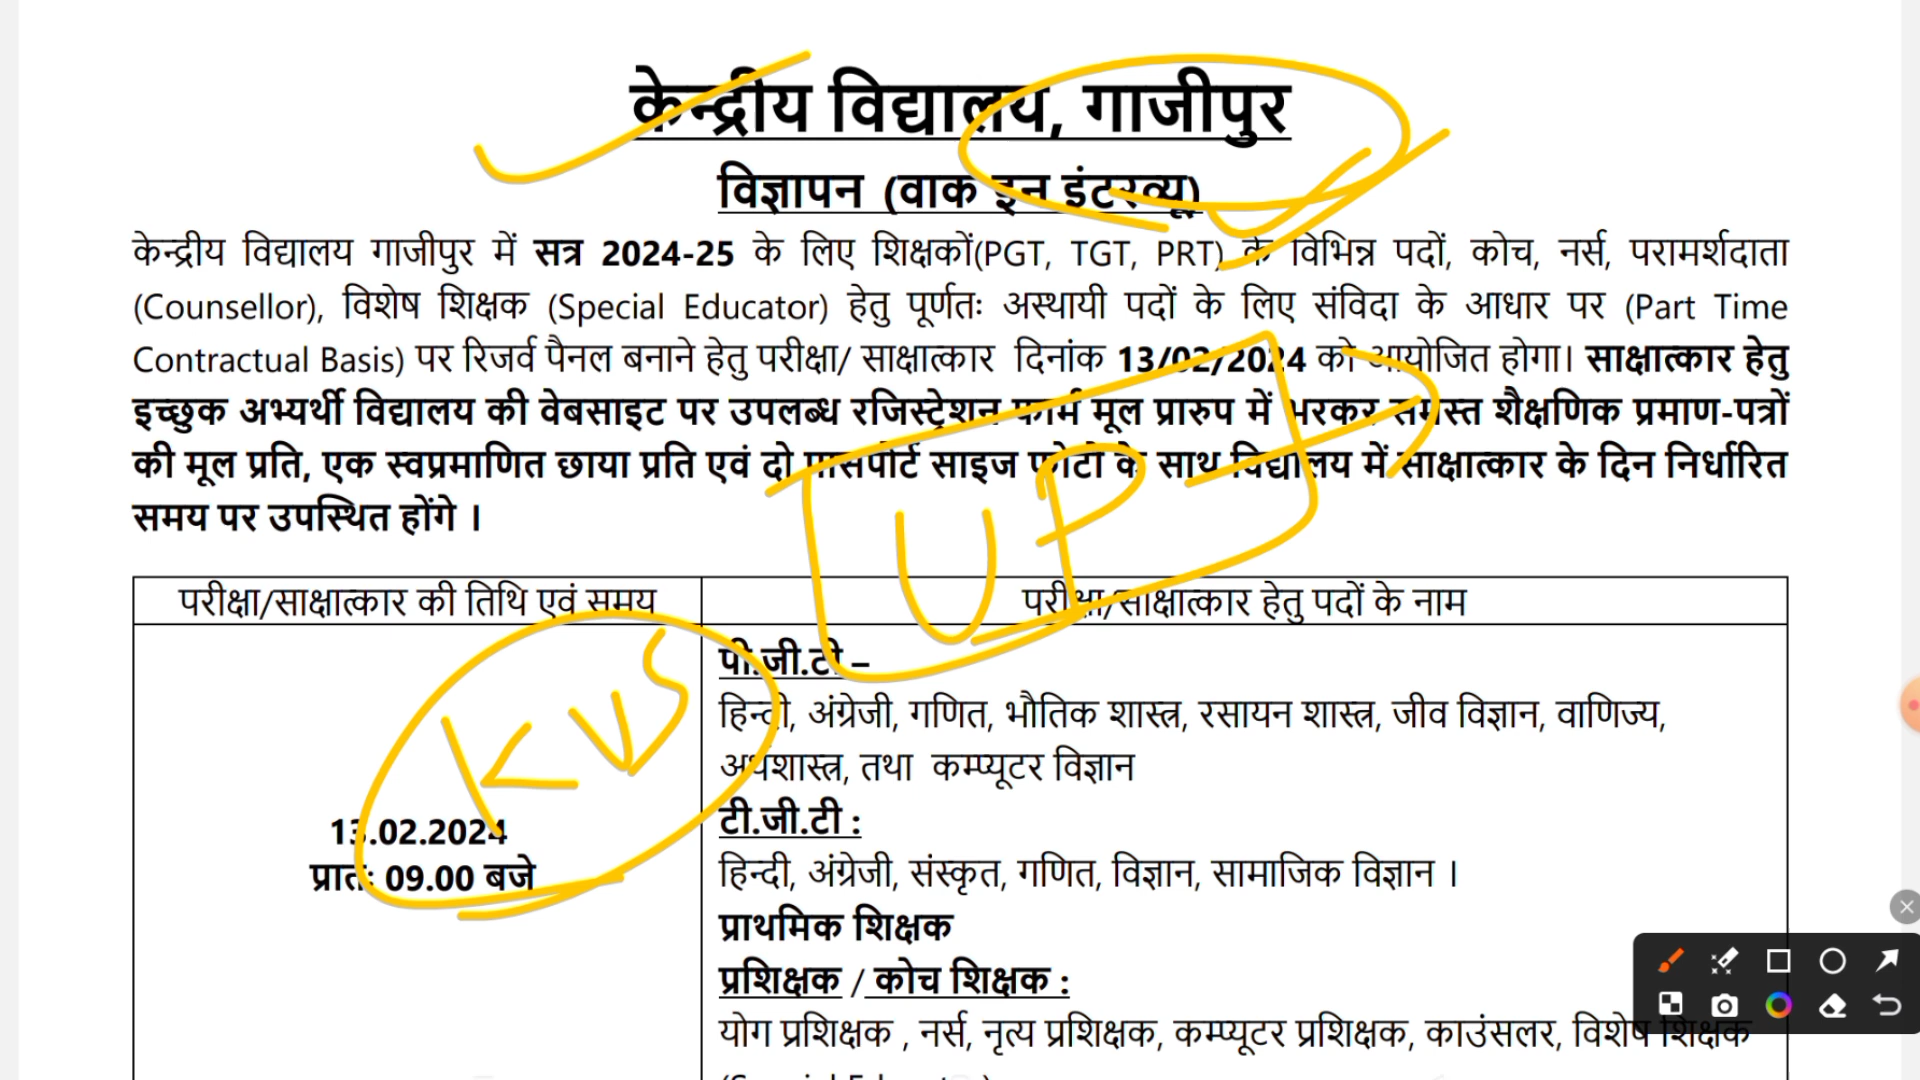 केन्द्रीय विद्यालय, गाजीपुर
विज्ञापन (वाक इन इंटरव्यू)
केन्द्रीय विद्यालय गाजीपुर में सत्र 2024-25 के लिए शिक्षकों(PGT, TGT, PRT) के विभिन्न पदों, कोच, नर्स, परामर्शदाता
(Counsellor), विशेष शिक्षक (Special Educator) हेतु पूर्णतः अस्थायी पदों के लिए संविदा के आधार पर (Part Time
Contractual Basis) पर रिजर्व पैनल बनाने हेतु परीक्षा/ साक्षात्कार दिनांक 13/02/2024 को आयोजित होगा। साक्षात्कार हेतु
इच्छुक अभ्यर्थी विद्यालय की वेबसाइट पर उपलब्ध रजिस्ट्रेशन फार्म मूल प्रारुप में भरकर समस्त शैक्षणिक प्रमाण-पत्रों
की मूल प्रति, एक स्वप्रमाणित छाया प्रति एवं दो पासपोर्ट साइज फोटो के साथ विद्यालय में साक्षात्कार के दिन निर्धारित
समय पर उपस्थित होंगे ।
UP
परीक्षा/साक्षात्कार की तिथि एवं समय
परीक्षा/साक्षात्कार हेतु पदों के नाम
KVS
13.02.2024
प्रातः 09.00 बजे
पी.जी.टी –
हिन्दी, अंग्रेजी, गणित, भौतिक शास्त्र, रसायन शास्त्र, जीव विज्ञान, वाणिज्य,
अर्थशास्त्र, तथा कम्प्यूटर विज्ञान
टी.जी.टी :
हिन्दी, अंग्रेजी, संस्कृत, गणित, विज्ञान, सामाजिक विज्ञान ।
प्राथमिक शिक्षक
प्रशिक्षक / कोच शिक्षक :
योग प्रशिक्षक , नर्स, नृत्य प्रशिक्षक, कम्प्यूटर प्रशिक्षक, काउंसलर, विशेष शिक्षक